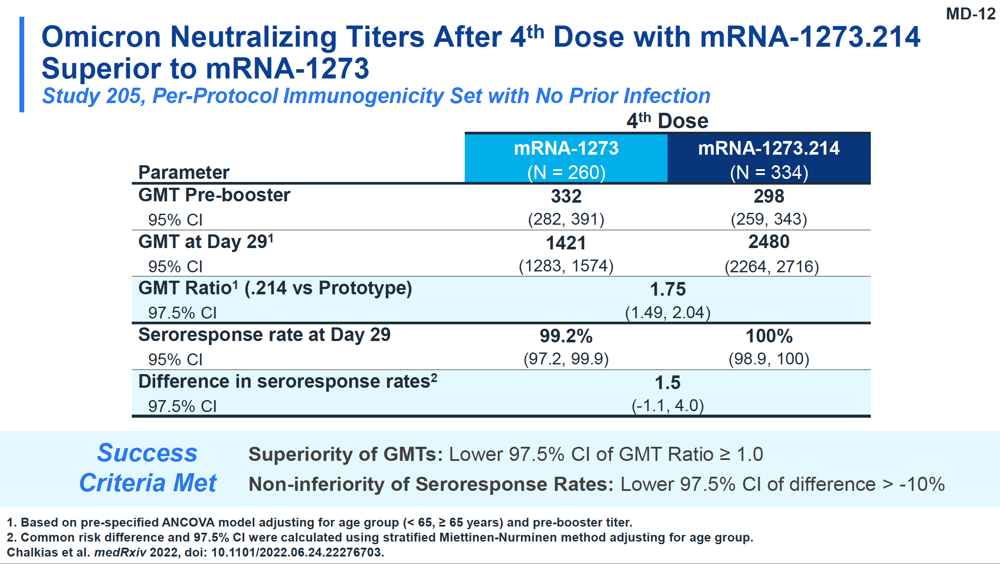 MD-12
Omicron Neutralizing Titers After 4th Dose with mRNA-1273.214
Superior to mRNA-1273
Study 205, Per-Protocol Immunogenicity Set with No Prior Infection
4th Dose
mRNA-1273 mRNA-1273.214
Parameter (N = 260) (N = 334)
GMT Pre-booster 332 298
95% CI (282, 391) (259, 343)
GMT at Day 29¹ 1421 2480
95% CI (1283, 1574) (2264, 2716)
GMT Ratio¹ (.214 vs Prototype) 1.75
97.5% CI (1.49, 2.04)
Seroresponse rate at Day 29 99.2% 100%
95% CI (97.2, 99.9) (98.9, 100)
Difference in seroresponse rates² 1.5
97.5% CI (-1.1, 4.0)
Success Superiority of GMTs: Lower 97.5% CI of GMT Ratio ≥ 1.0
Criteria Met Non-inferiority of Seroresponse Rates: Lower 97.5% CI of difference > -10%
1. Based on pre-specified ANCOVA model adjusting for age group (< 65, ≥ 65 years) and pre-booster titer.
2. Common risk difference and 97.5% CI were calculated using stratified Miettinen-Nurminen method adjusting for age group.
Chalkias et al. medRxiv 2022, doi: 10.1101/2022.06.24.22276703.